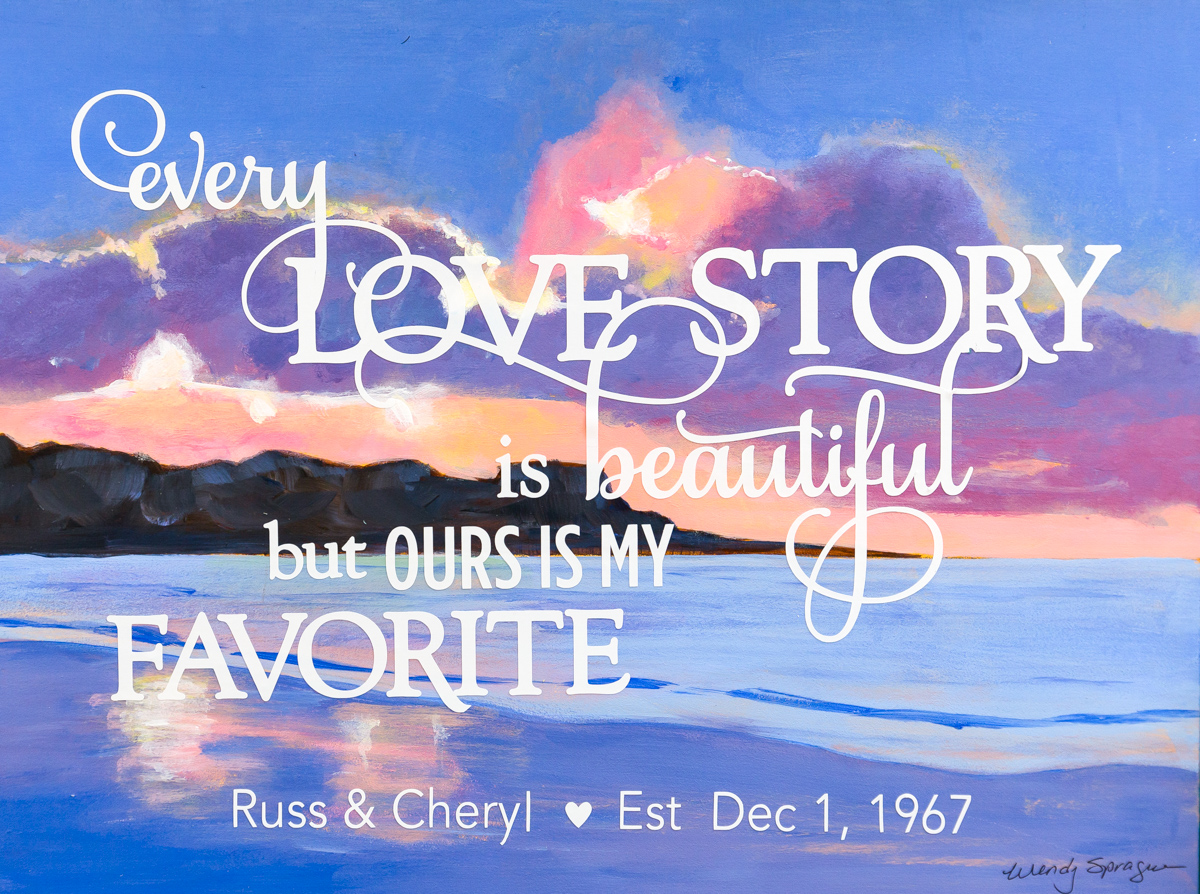 every
LOVE STORY
is beautiful
but OURS IS MY
FAVORITE
Russ & Cheryl ♥ Est Dec 1, 1967
Wendy Sprague